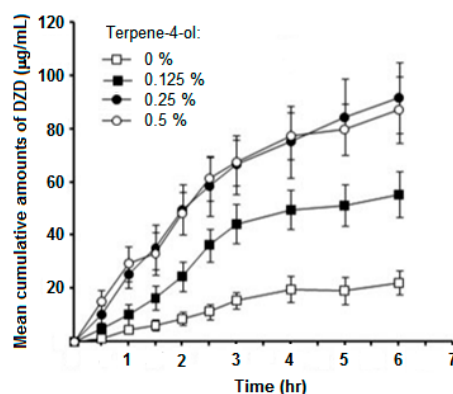 Mean cumulative amounts of DZD (µg/mL)
120
100
80
60
40
20
Terpene-4-ol:
0 %
0.125 %
0.25 %
0.5 %
1 2 3 4 5 6 7
Time (hr)